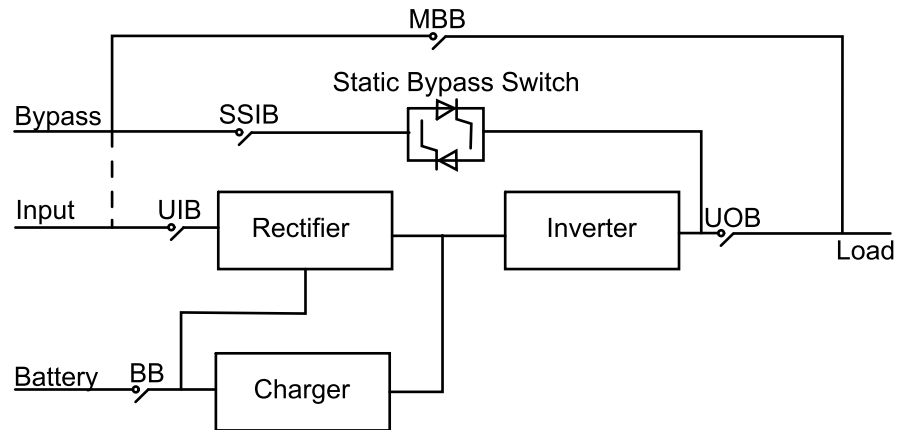 MBB
Static Bypass Switch
Bypass
SSIB
Input
UIB
Rectifier
Inverter
UOB
Load
Battery
BB
Charger